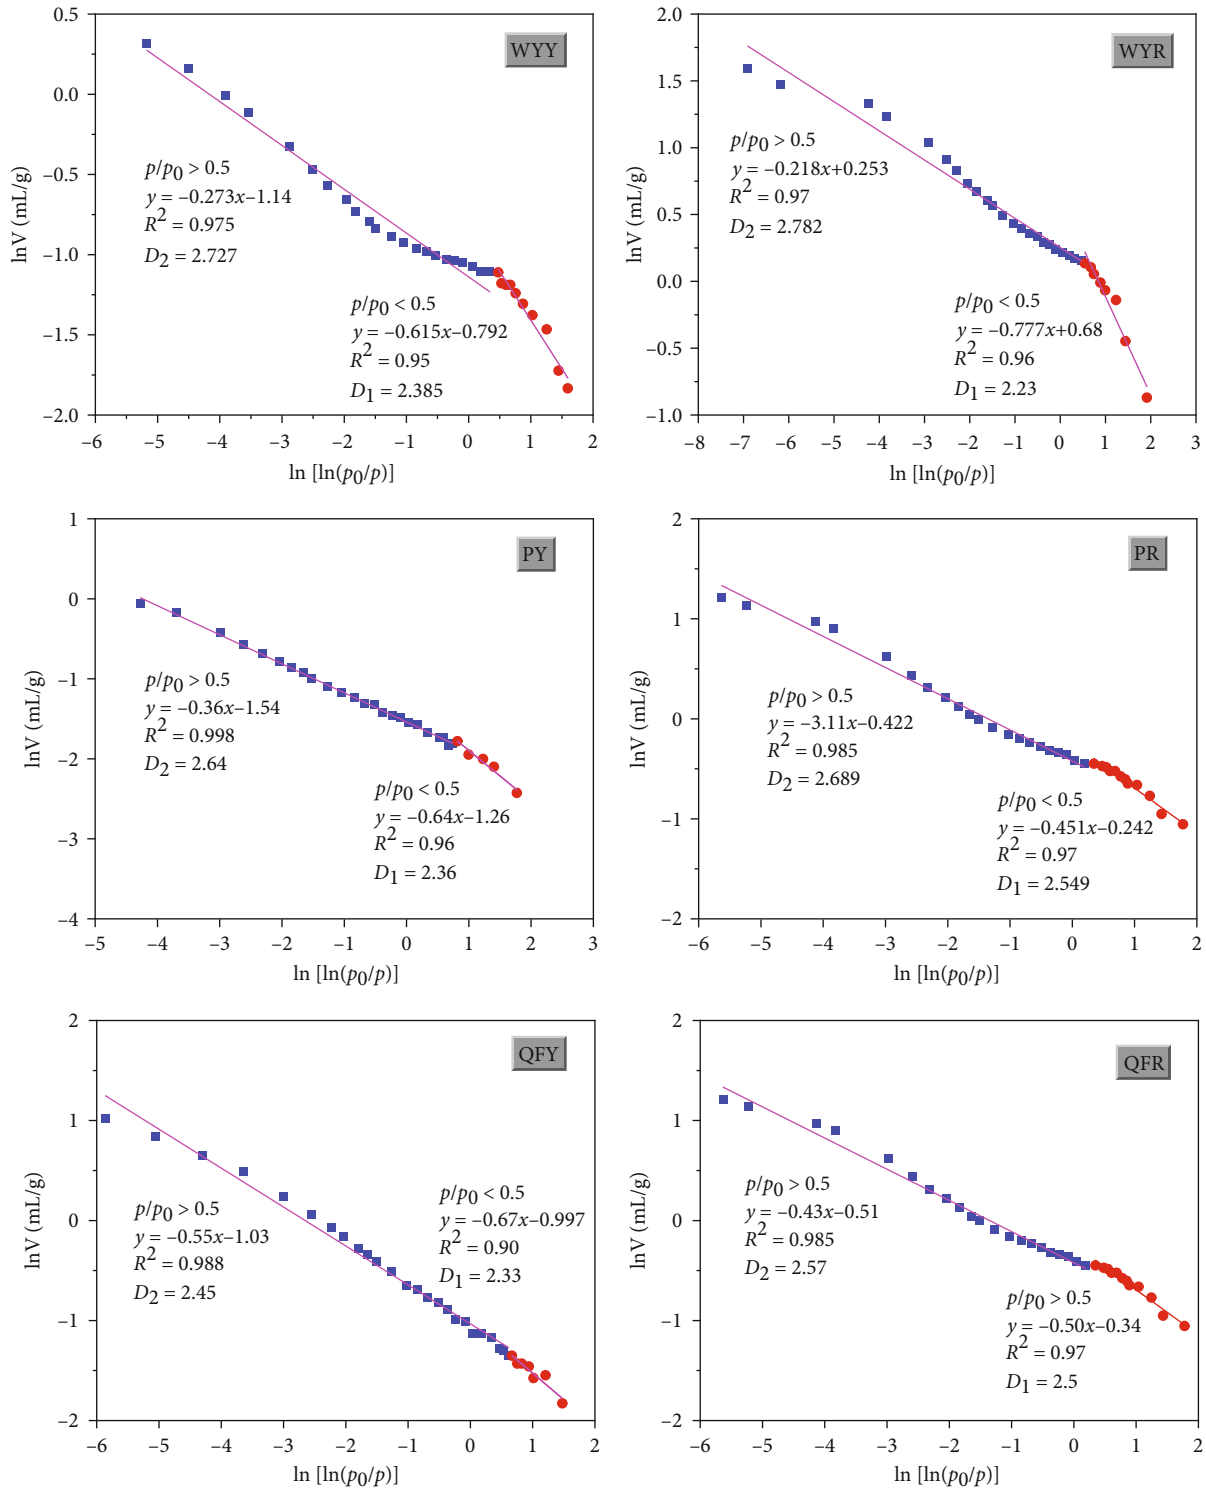 WYY
0.5
0.0
–0.5
–1.0
–1.5
–2.0
lnV (mL/g)
p/p0 > 0.5
y = –0.273x–1.14
R2 = 0.975
D2 = 2.727
p/p0 < 0.5
y = –0.615x–0.792
R2 = 0.95
D1 = 2.385
–6 –5 –4 –3 –2 –1 0 1 2
ln [ln(p0/p)]
WYR
2.0
1.5
1.0
0.5
0.0
–0.5
–1.0
lnV (mL/g)
p/p0 > 0.5
y = –0.218x+0.253
R2 = 0.97
D2 = 2.782
p/p0 < 0.5
y = –0.777x+0.68
R2 = 0.96
D1 = 2.23
–8 –7 –6 –5 –4 –3 –2 –1 0 1 2 3
ln [ln(p0/p)]
PY
1
0
–1
–2
–3
–4
lnV (mL/g)
p/p0 > 0.5
y = –0.36x–1.54
R2 = 0.998
D2 = 2.64
p/p0 < 0.5
y = –0.64x–1.26
R2 = 0.96
D1 = 2.36
–5 –4 –3 –2 –1 0 1 2 3
ln [ln(p0/p)]
PR
2
1
0
–1
–2
lnV (mL/g)
p/p0 > 0.5
y = –3.11x–0.422
R2 = 0.985
D2 = 2.689
p/p0 < 0.5
y = –0.451x–0.242
R2 = 0.97
D1 = 2.549
–6 –5 –4 –3 –2 –1 0 1 2
ln [ln(p0/p)]
QFY
2
1
0
–1
–2
lnV (mL/g)
p/p0 > 0.5
y = –0.55x–1.03
R2 = 0.988
D2 = 2.45
p/p0 < 0.5
y = –0.67x–0.997
R2 = 0.90
D1 = 2.33
–6 –5 –4 –3 –2 –1 0 1 2
ln [ln(p0/p)]
QFR
2
1
0
–1
–2
lnV (mL/g)
p/p0 > 0.5
y = –0.43x–0.51
R2 = 0.985
D2 = 2.57
p/p0 > 0.5
y = –0.50x–0.34
R2 = 0.97
D1 = 2.5
–6 –5 –4 –3 –2 –1 0 1 2
ln [ln(p0/p)]